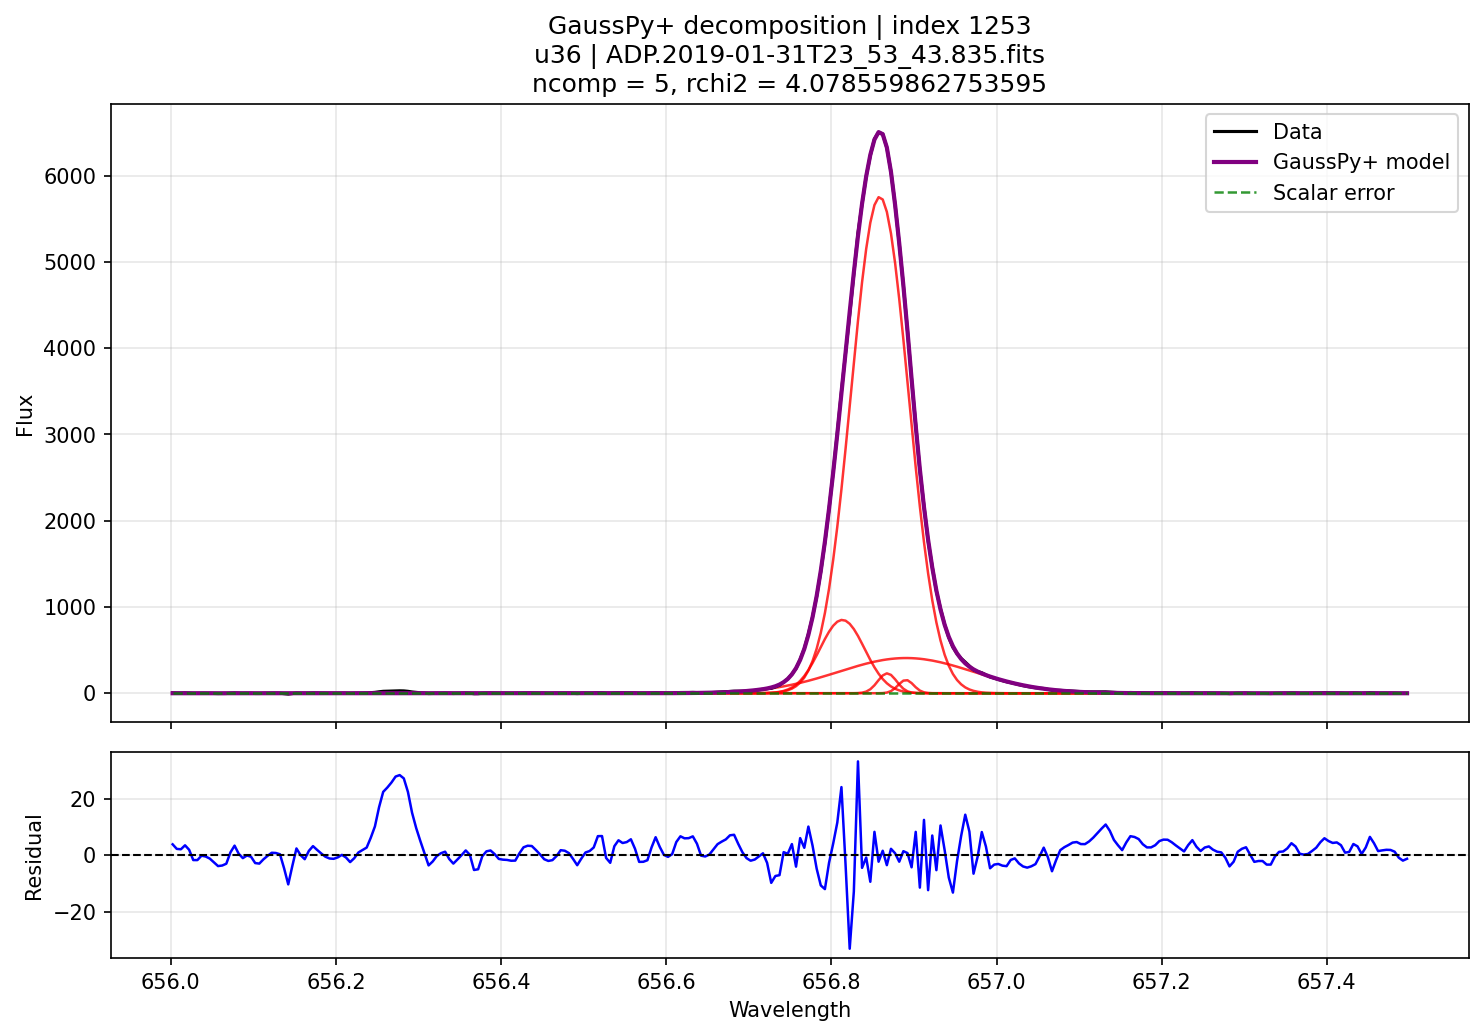 GaussPy+ decomposition | index 1253
u36 | ADP.2019-01-31T23_53_43.835.fits
ncomp = 5, rchi2 = 4.078559862753595
Data
GaussPy+ model
Scalar error
Flux
6000
5000
4000
3000
2000
1000
0
Residual
20
0
−20
656.0 656.2 656.4 656.6 656.8 657.0 657.2 657.4
Wavelength